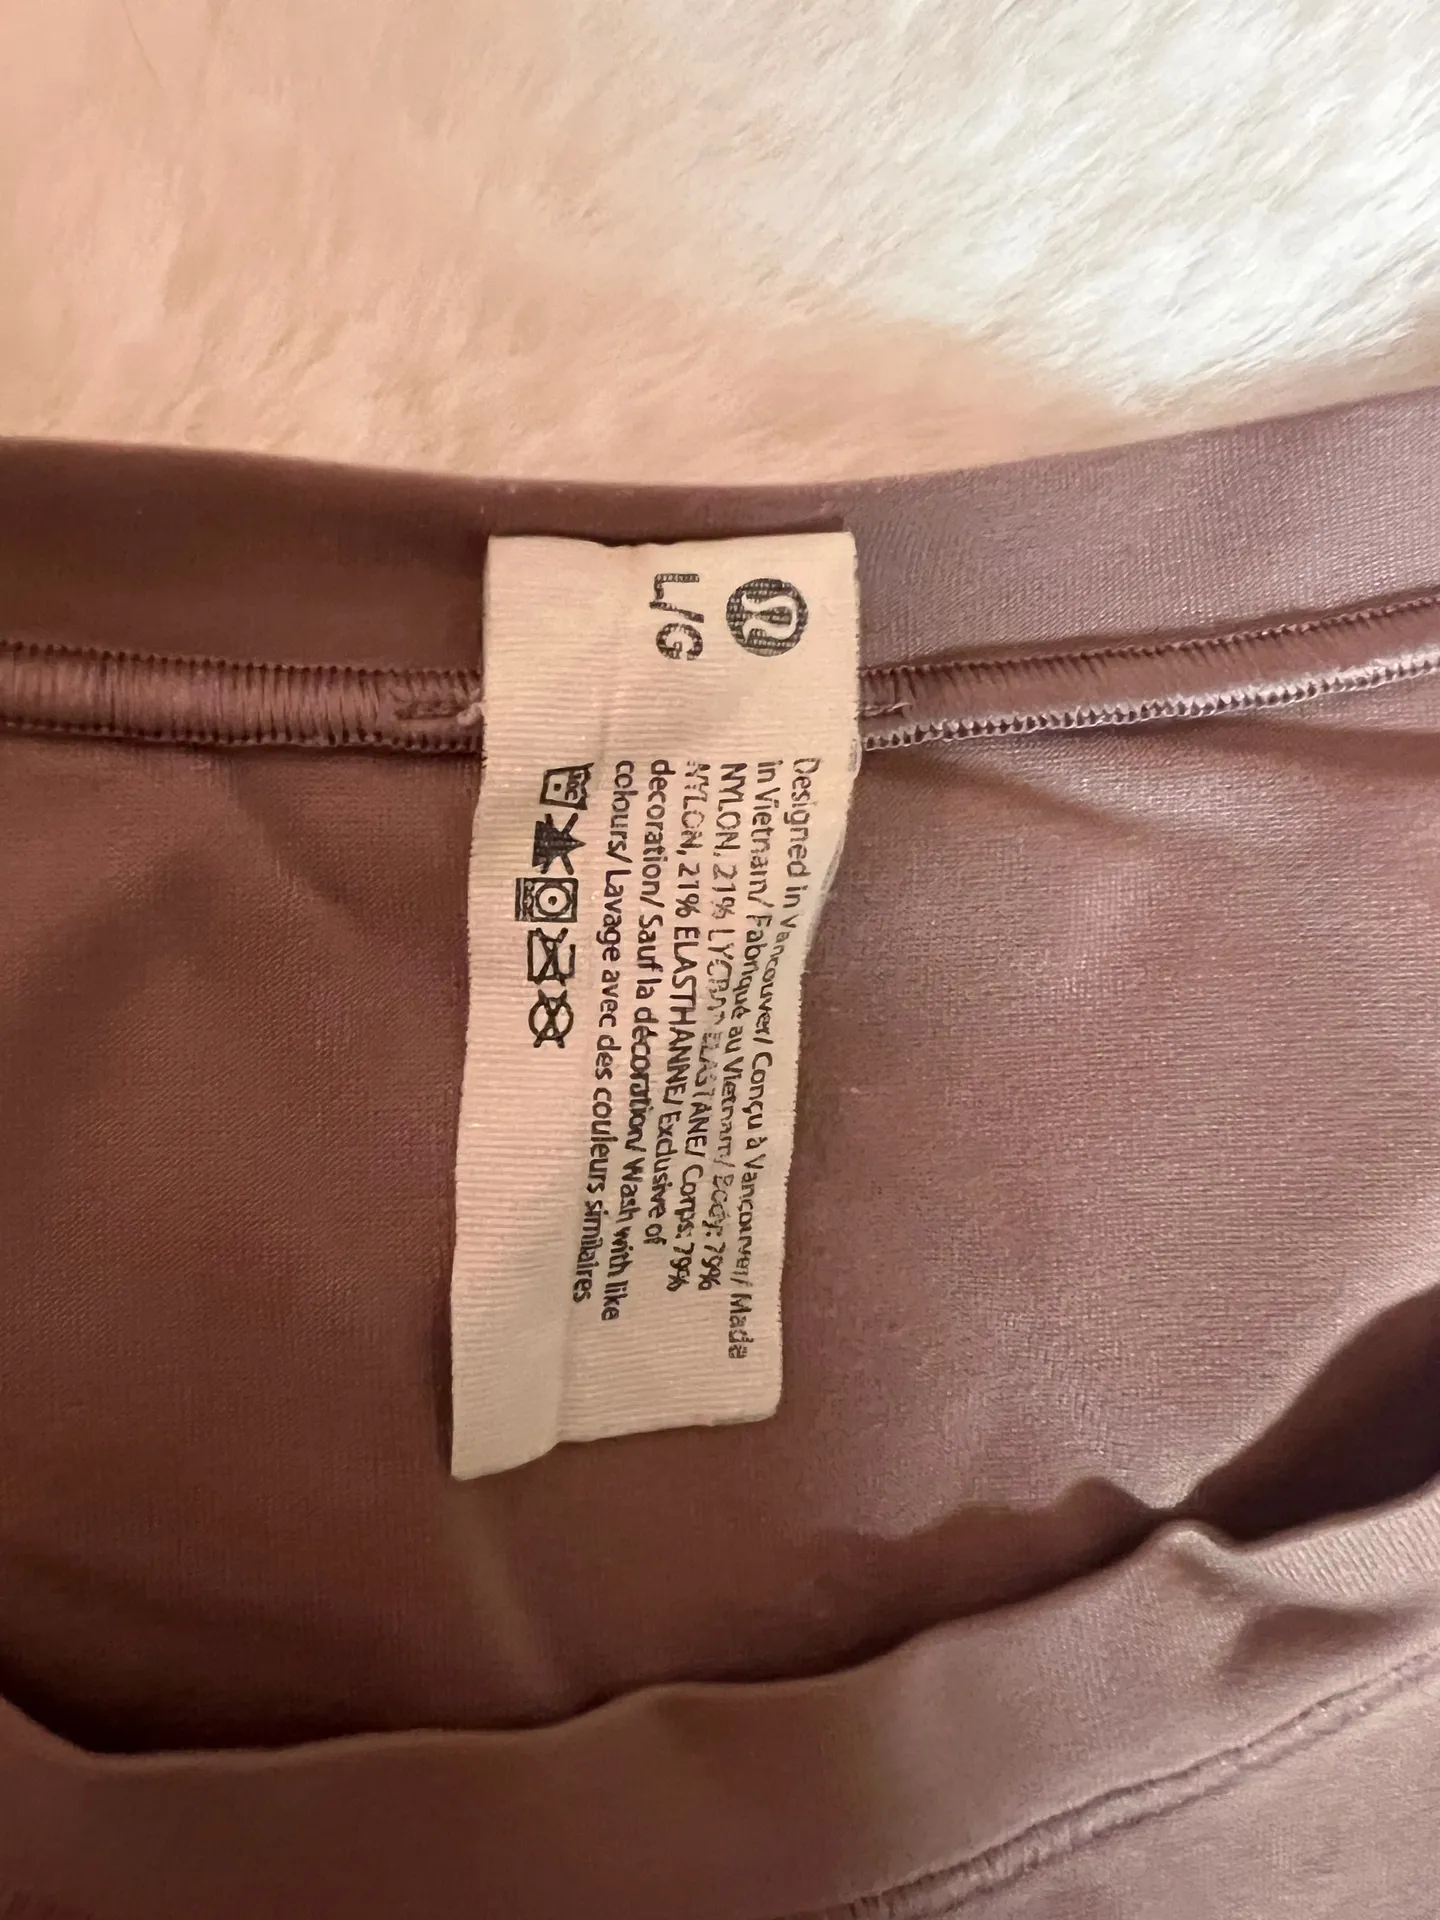 L/G
Designed in Vancouver/ Conçu à Vancouver/ Made
in Vietnam/ Fabriqué au Vietnam/ Body: 79%
NYLON, 21% LYCRA® ELASTANE/ Corps: 79%
NYLON, 21% ELASTHANNE/ Exclusive of
decoration/ Sauf la décoration/ Wash with like
colours/ Lavage avec des couleurs similaires